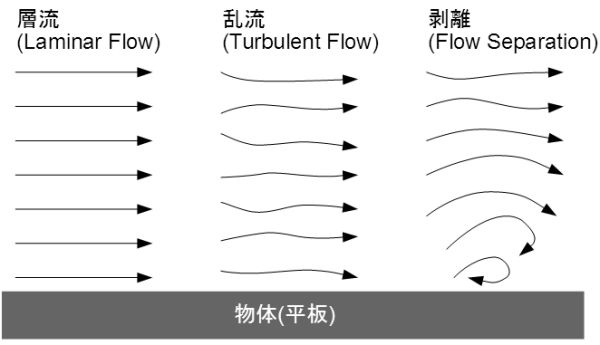 層流
(Laminar Flow)
乱流
(Turbulent Flow)
剥離
(Flow Separation)
物体(平板)